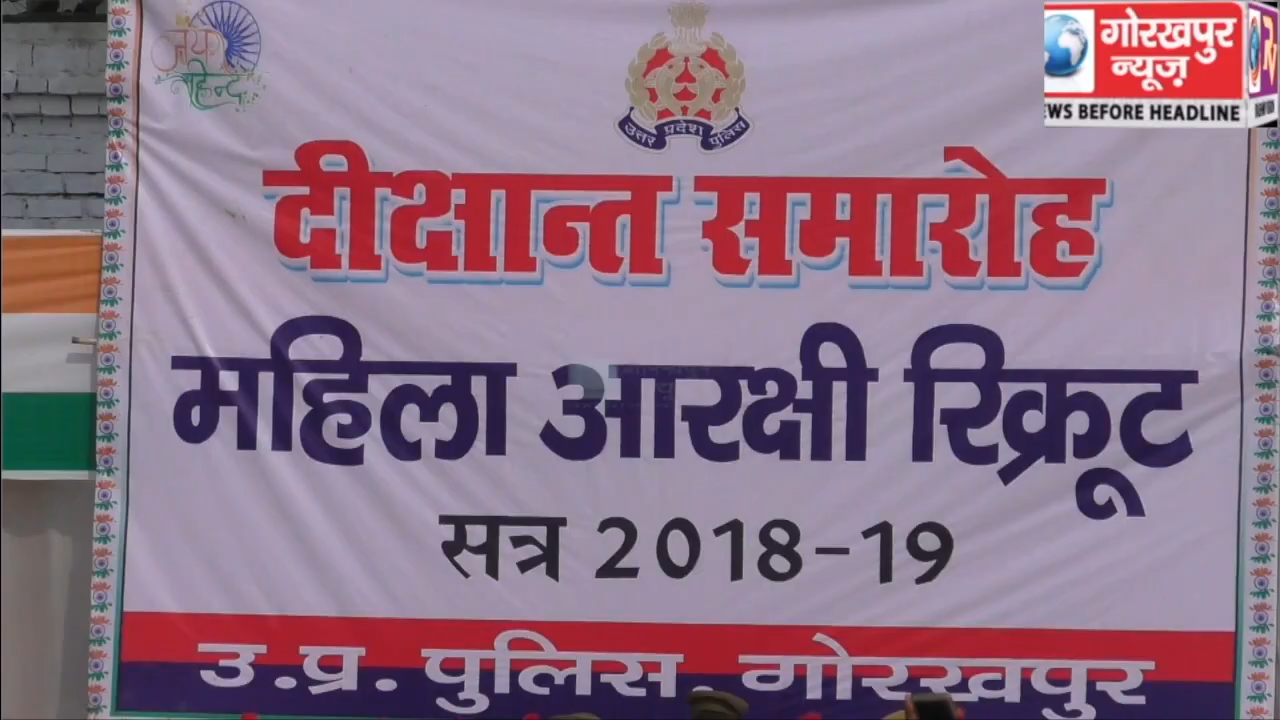 जय
हिन्द
उत्तर प्रदेश पुलिस
गोरखपुर
न्यूज़
EWS BEFORE HEADLINE
दीक्षान्त समारोह
महिला आरक्षी रिक्रूट
सत्र 2018-19
उ.प्र. पुलिस, गोरखपुर